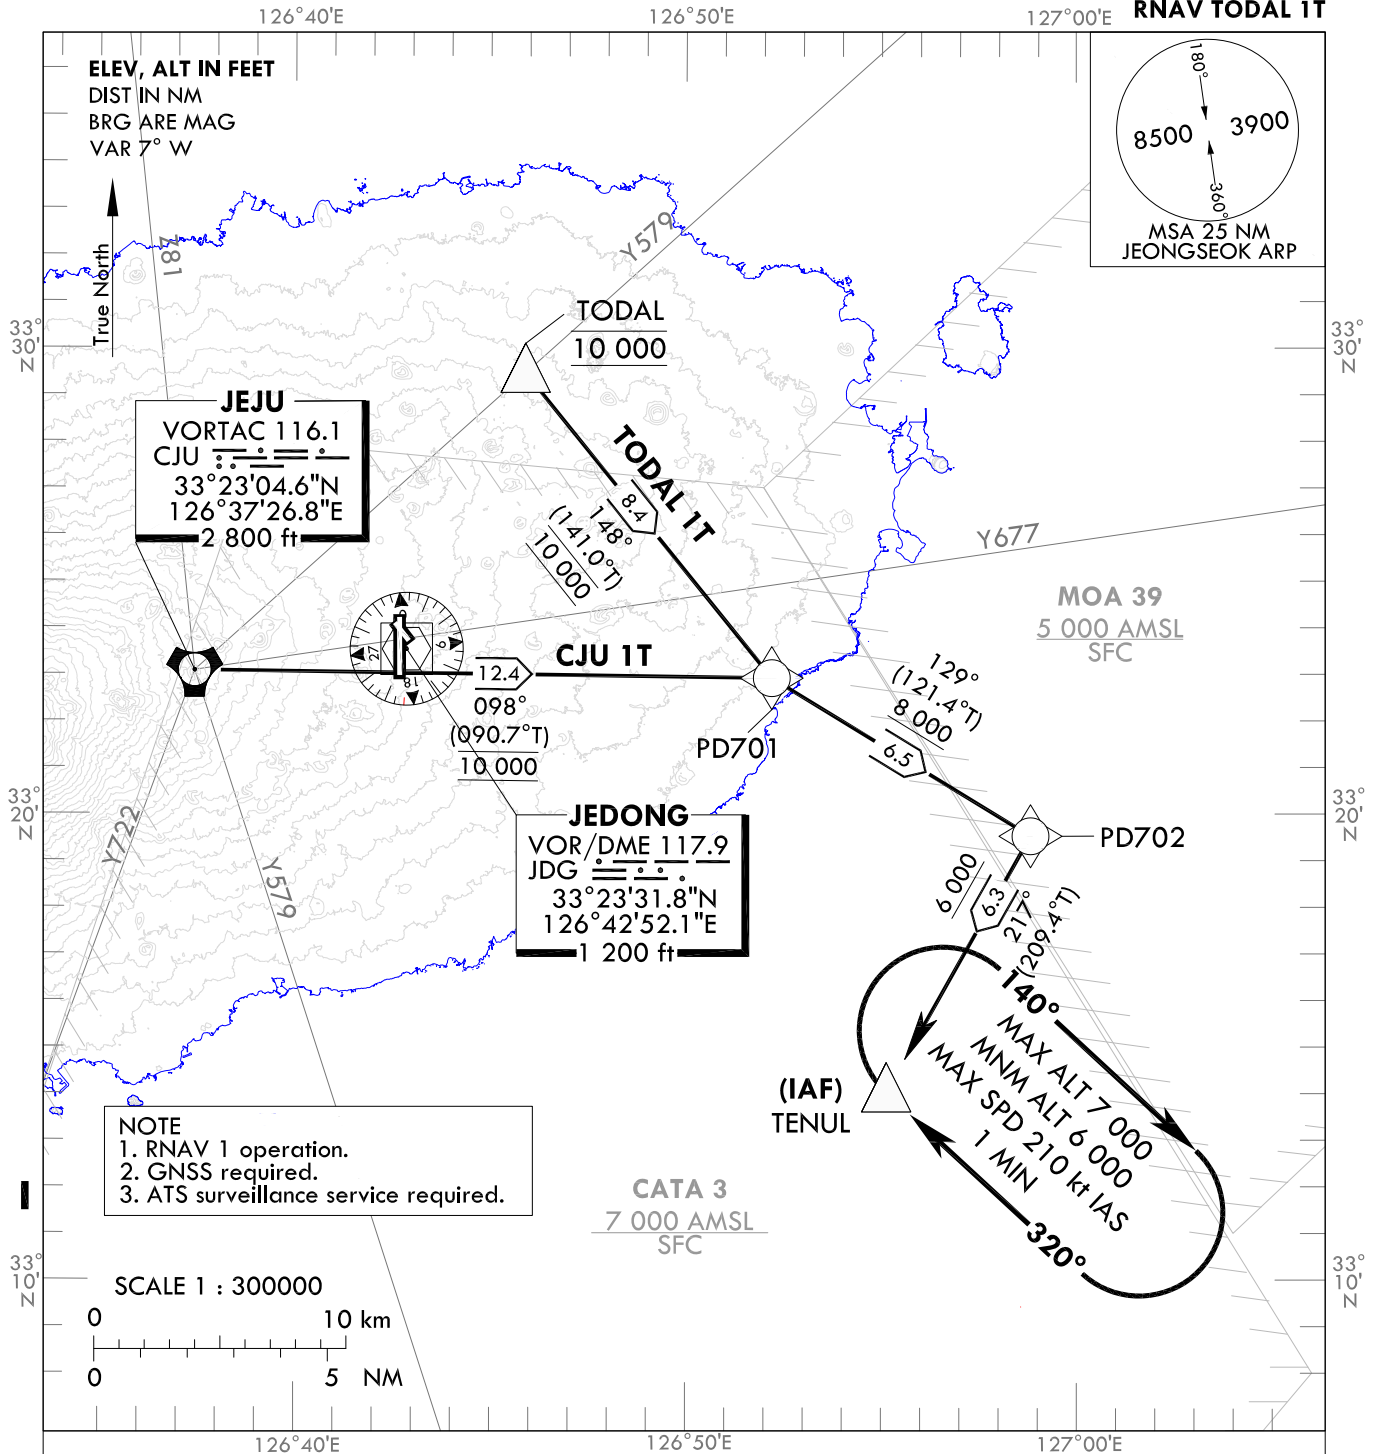 126°40'E
126°50'E
127°00'E
RNAV TODAL 1T
ELEV, ALT IN FEET
DIST IN NM
BRG ARE MAG
VAR 7° W
True North
180°
8500
3900
360°
MSA 25 NM
JEONGSEOK ARP
Z81
Y579
33°
30'
N
33°
30'
N
TODAL
10 000
JEJU
VORTAC 116.1
CJU
33°23'04.6"N
126°37'26.8"E
2 800 ft
TODAL 1T
8.4
148°
(141.0°T)
10 000
Y677
MOA 39
5 000 AMSL
SFC
0
9
18
27
CJU 1T
12.4
098°
(090.7°T)
10 000
PD701
129°
(121.4°T)
8 000
6.5
33°
20'
N
33°
20'
N
PD702
JEDONG
VOR/DME 117.9
JDG
33°23'31.8"N
126°42'52.1"E
1 200 ft
Y722
Y579
6 000
6.3
217°
(209.4°T)
140°
MAX ALT 7 000
MNM ALT 6 000
MAX SPD 210 kt IAS
1 MIN
320°
(IAF)
TENUL
NOTE
1. RNAV 1 operation.
2. GNSS required.
3. ATS surveillance service required.
CATA 3
7 000 AMSL
SFC
33°
10'
N
33°
10'
N
SCALE 1 : 300000
0
10 km
0
5 NM
126°40'E
126°50'E
127°00'E